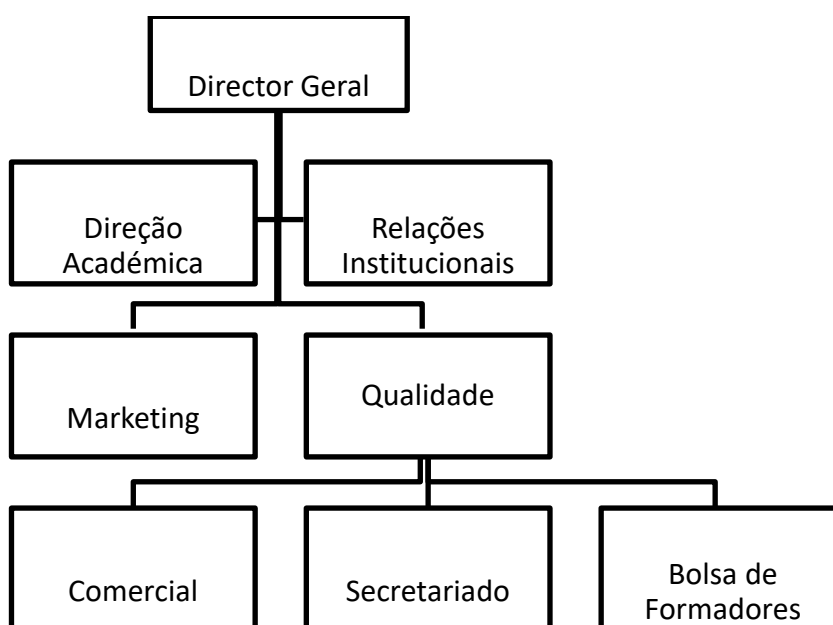 Director Geral
Direção
Académica
Relações
Institucionais
Marketing
Qualidade
Comercial
Secretariado
Bolsa de
Formadores